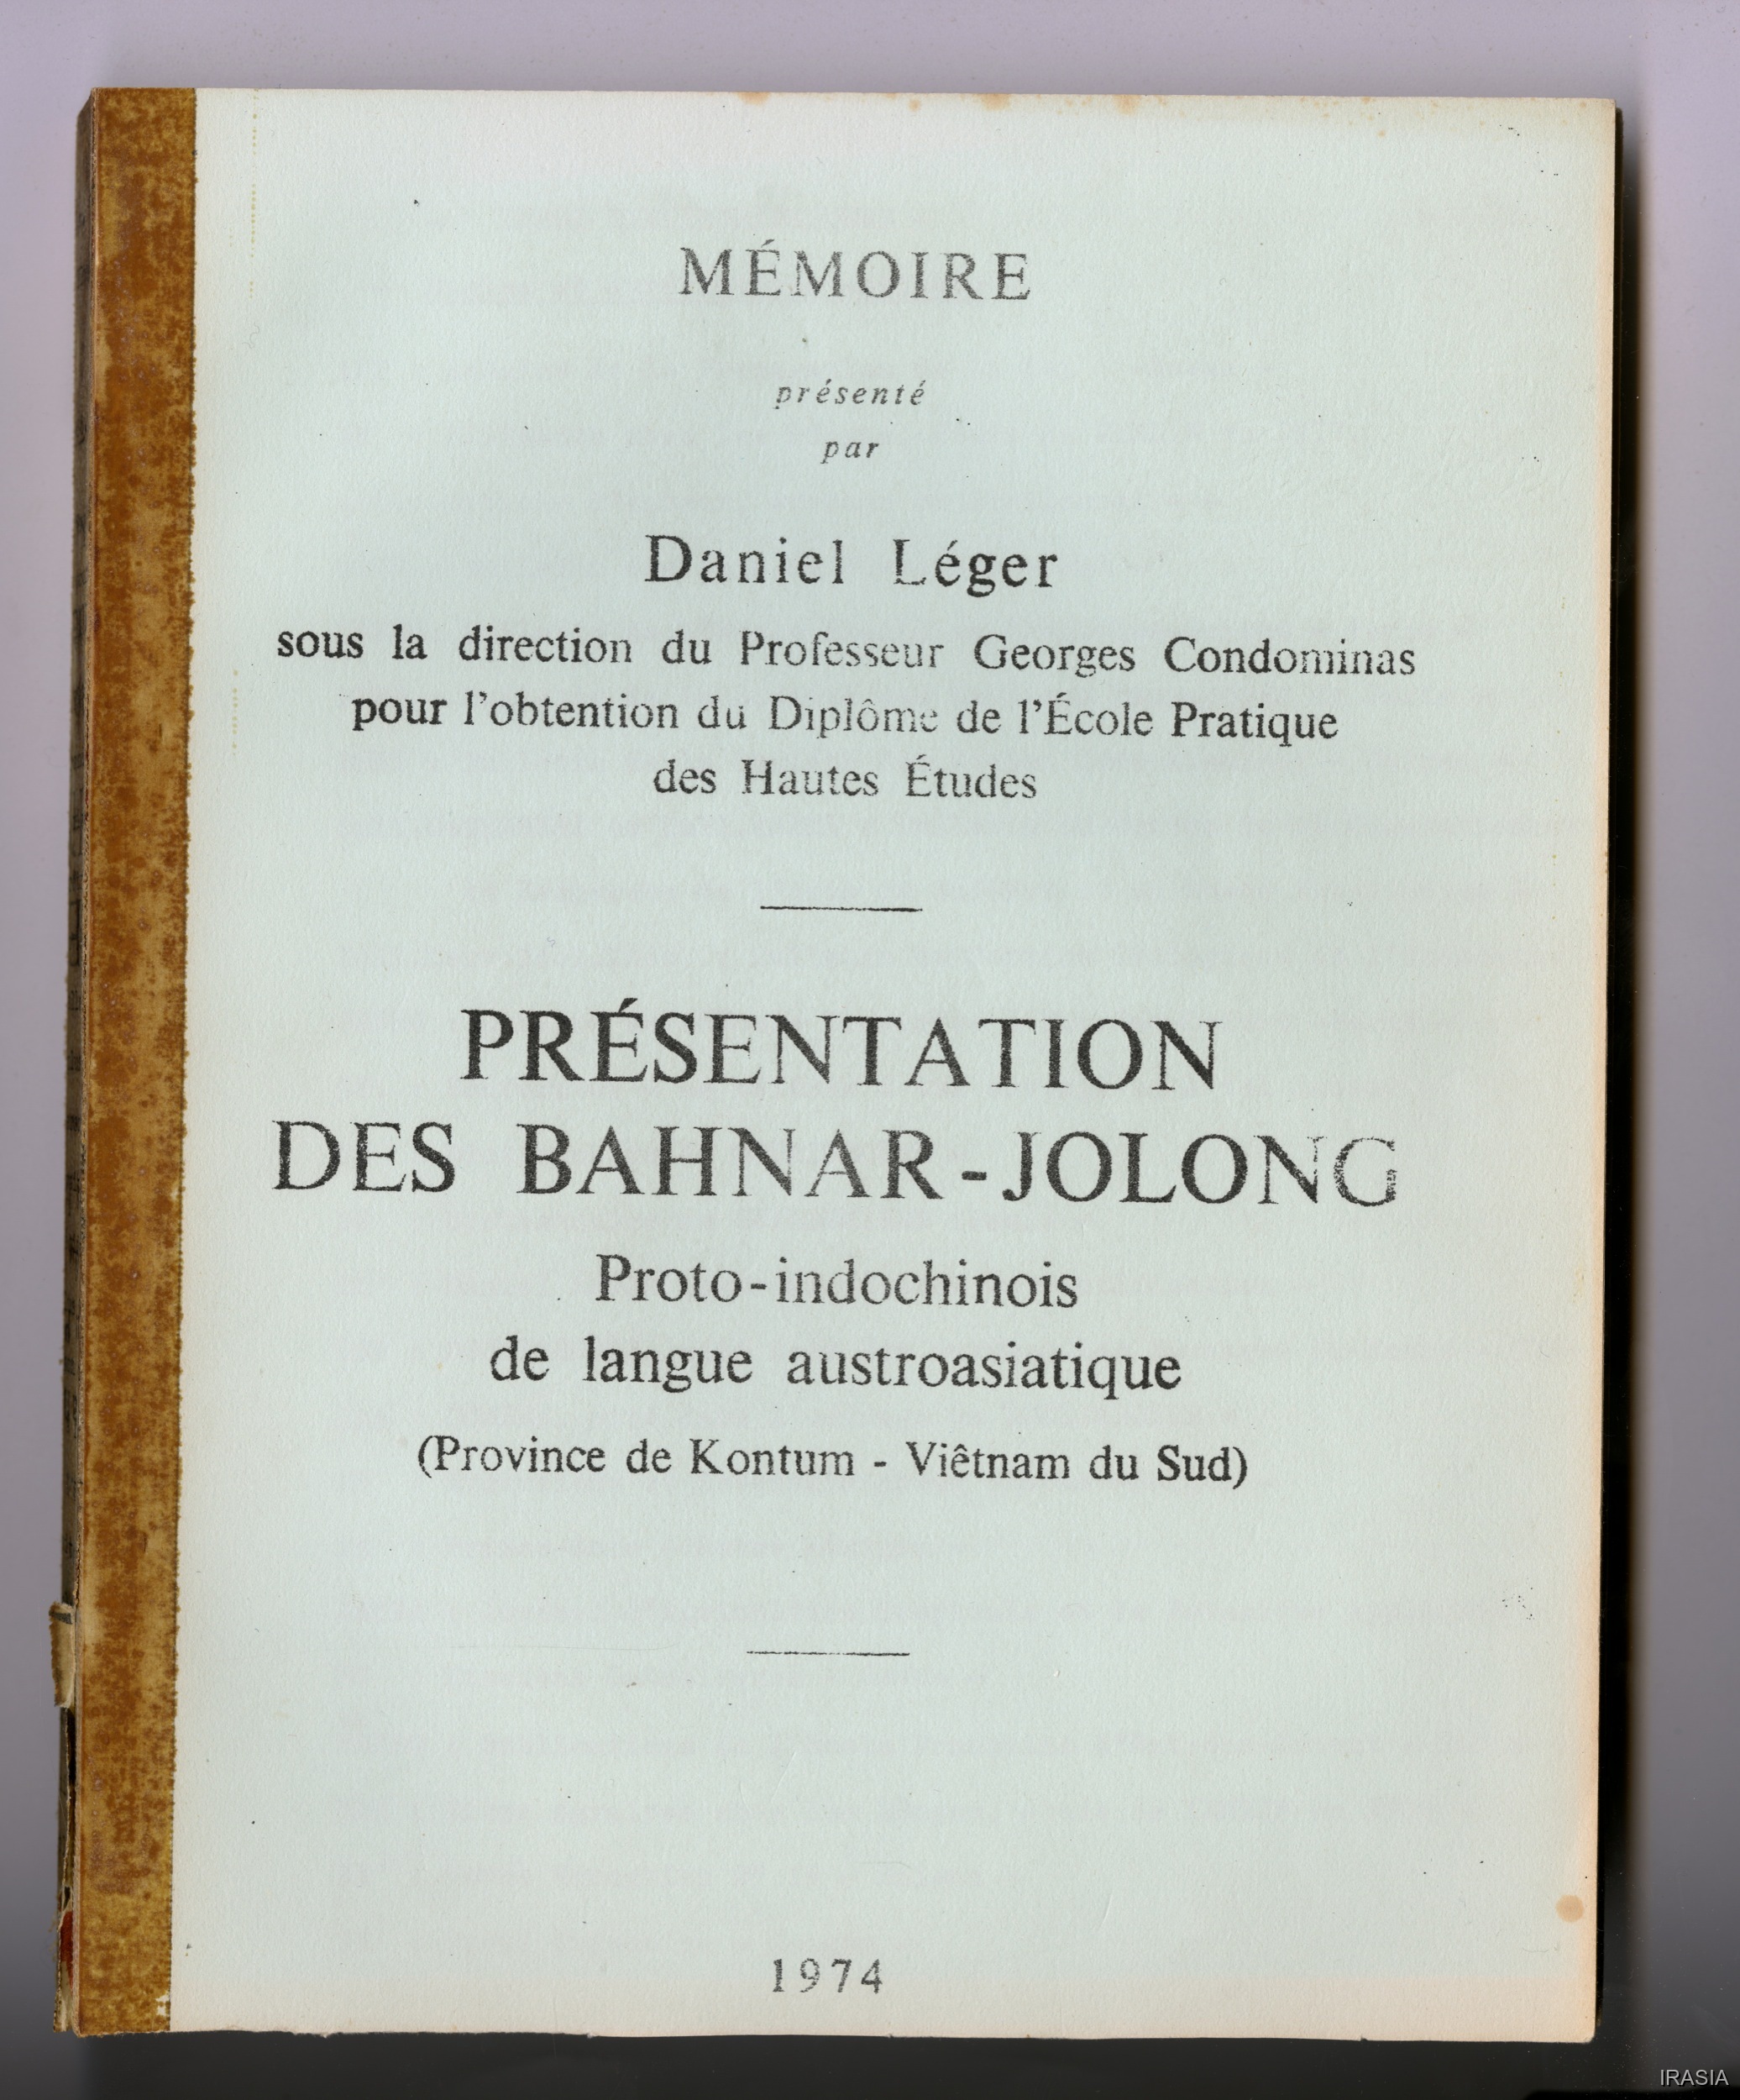 MÉMOIRE
présenté
par
Daniel Léger
sous la direction du Professeur Georges Condominas
pour l'obtention du Diplôme de l'École Pratique
des Hautes Études
PRÉSENTATION
DES BAHNAR-JOLONG
Proto-indochinois
de langue austroasiatique
(Province de Kontum - Viêtnam du Sud)
1974
IRASIA